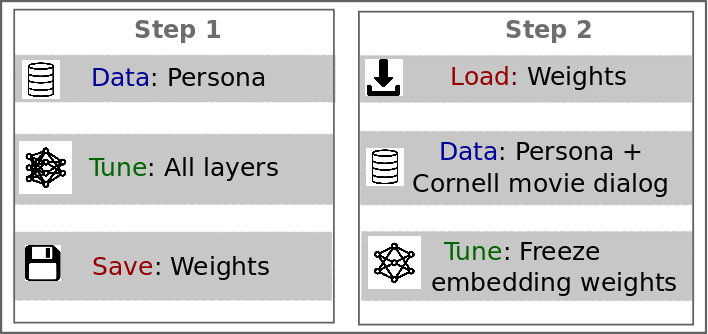 Step 1
Data: Persona
Tune: All layers
Save: Weights
Step 2
Load: Weights
Data: Persona +
Cornell movie dialog
Tune: Freeze
embedding weights